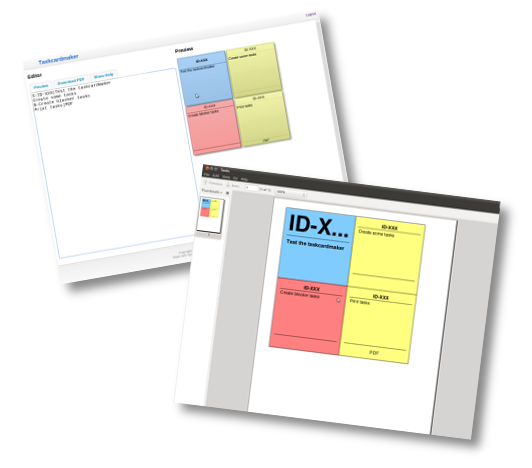 Logout
Taskcardmaker
Editor
Preview
Preview Download PDF Show Help
S:ID-XXX|Test the taskcardmaker
Create some tasks
B:Create blocker tasks
Print tasks|PDF
ID-XXX
Test the taskcardmaker
ID-XXX
Create some tasks
ID-XXX
Create blocker tasks
ID-XXX
Print tasks
PDF
Tasks
ID-X...
Test the taskcardmaker
ID-XXX
Create some tasks
ID-XXX
Create blocker tasks
ID-XXX
Print tasks
PDF